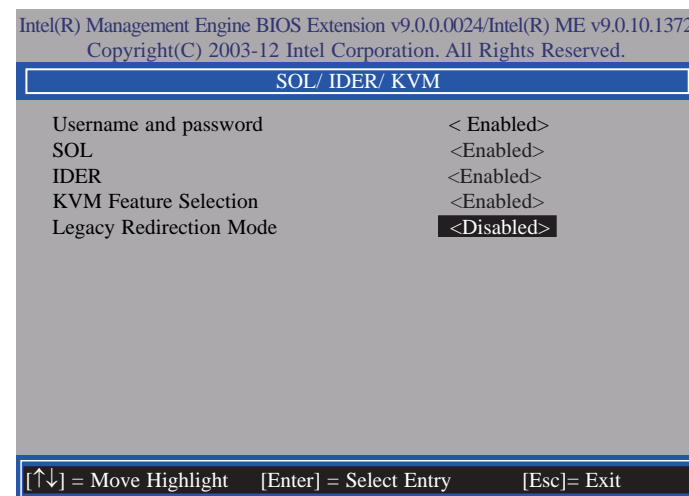 Intel(R) Management Engine BIOS Extension v9.0.0.0024/Intel(R) ME v9.0.10.1372
Copyright(C) 2003-12 Intel Corporation. All Rights Reserved.
SOL/ IDER/ KVM
Username and password < Enabled>
SOL <Enabled>
IDER <Enabled>
KVM Feature Selection <Enabled>
Legacy Redirection Mode <Disabled>
[↑↓] = Move Highlight [Enter] = Select Entry [Esc]= Exit